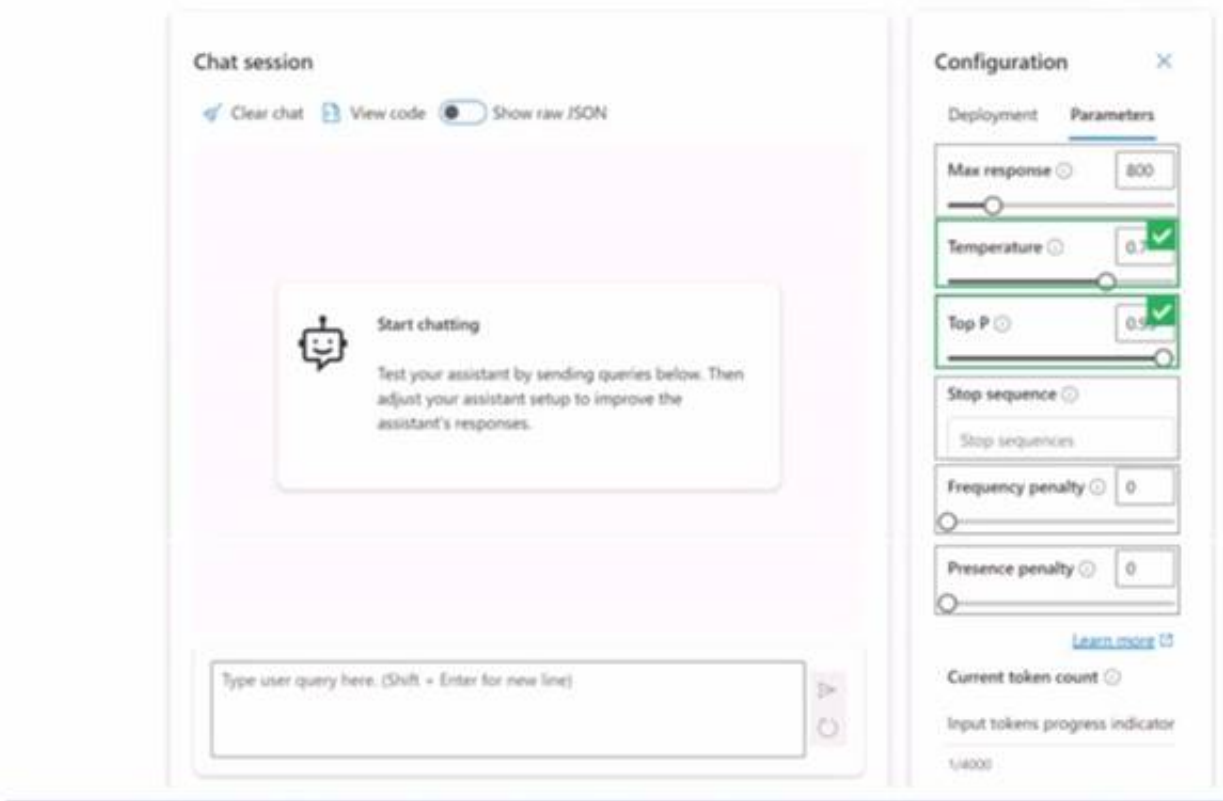 Chat session
Clear chat View code Show raw JSON
Start chatting
Test your assistant by sending queries below. Then
adjust your assistant setup to improve the
assistant's responses.
Type user query here. (Shift + Enter for new line)
Configuration
Deployment Parameters
Max response 800
Temperature 0.7
Top P
Stop sequence
Stop sequences
Frequency penalty 0
Presence penalty 0
Learn more
Current token count
Input tokens progress indicator
1/4000